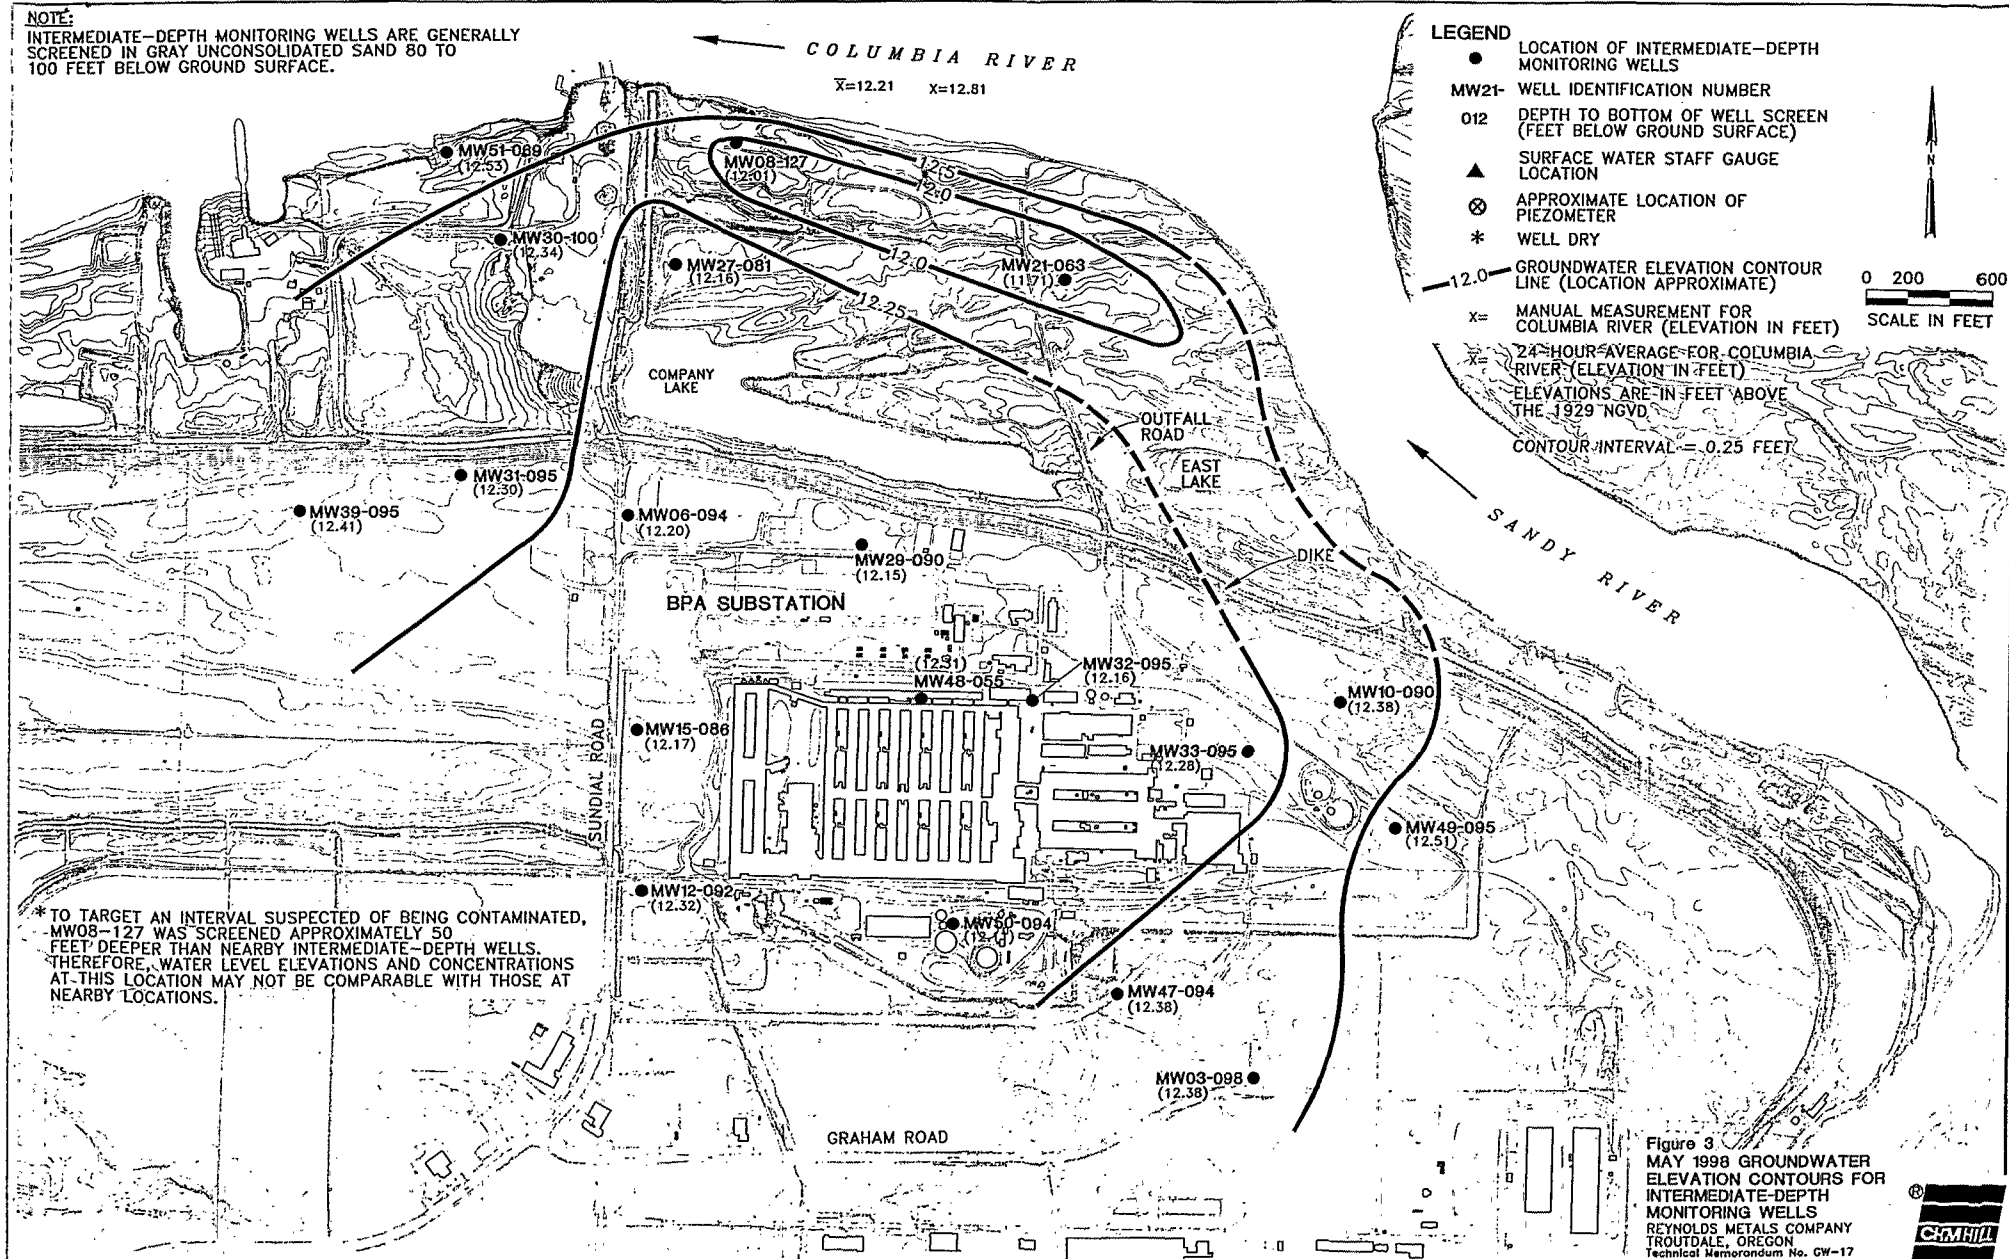 NOTE:
INTERMEDIATE-DEPTH MONITORING WELLS ARE GENERALLY
SCREENED IN GRAY UNCONSOLIDATED SAND 80 TO
100 FEET BELOW GROUND SURFACE.
COLUMBIA RIVER
X̅=12.21 X=12.81
LEGEND
LOCATION OF INTERMEDIATE-DEPTH
MONITORING WELLS
MW21- WELL IDENTIFICATION NUMBER
012 DEPTH TO BOTTOM OF WELL SCREEN
(FEET BELOW GROUND SURFACE)
SURFACE WATER STAFF GAUGE
LOCATION
APPROXIMATE LOCATION OF
PIEZOMETER
* WELL DRY
12.0 GROUNDWATER ELEVATION CONTOUR
LINE (LOCATION APPROXIMATE)
X= MANUAL MEASUREMENT FOR
COLUMBIA RIVER (ELEVATION IN FEET)
X̅= 24-HOUR AVERAGE FOR COLUMBIA
RIVER (ELEVATION IN FEET)
ELEVATIONS ARE IN FEET ABOVE
THE 1929 NGVD
CONTOUR INTERVAL = 0.25 FEET
N
0 200 600
SCALE IN FEET
MW51-089
(12.53)
MW08-127
(12.01)
12.0
MW30-100
(12.34)
MW27-081
(12.16)
12.0
MW21-063
(11.71)
12.25
COMPANY
LAKE
OUTFALL
ROAD
EAST
LAKE
SANDY RIVER
MW31-095
(12.30)
MW39-095
(12.41)
MW06-094
(12.20)
MW29-090
(12.15)
DIKE
BPA SUBSTATION
(12.31)
MW48-055
MW32-095
(12.16)
MW10-090
(12.38)
SUNDIAL ROAD
MW15-086
(12.17)
MW33-095
(12.28)
MW49-095
(12.51)
MW12-092
(12.32)
MW50-094
MW47-094
(12.38)
MW03-098
(12.38)
* TO TARGET AN INTERVAL SUSPECTED OF BEING CONTAMINATED,
MW08-127 WAS SCREENED APPROXIMATELY 50
FEET DEEPER THAN NEARBY INTERMEDIATE-DEPTH WELLS.
THEREFORE, WATER LEVEL ELEVATIONS AND CONCENTRATIONS
AT THIS LOCATION MAY NOT BE COMPARABLE WITH THOSE AT
NEARBY LOCATIONS.
GRAHAM ROAD
Figure 3
MAY 1998 GROUNDWATER
ELEVATION CONTOURS FOR
INTERMEDIATE-DEPTH
MONITORING WELLS
REYNOLDS METALS COMPANY
TROUTDALE, OREGON
Technical Memorandum No. GW-17
®
CH2MHILL